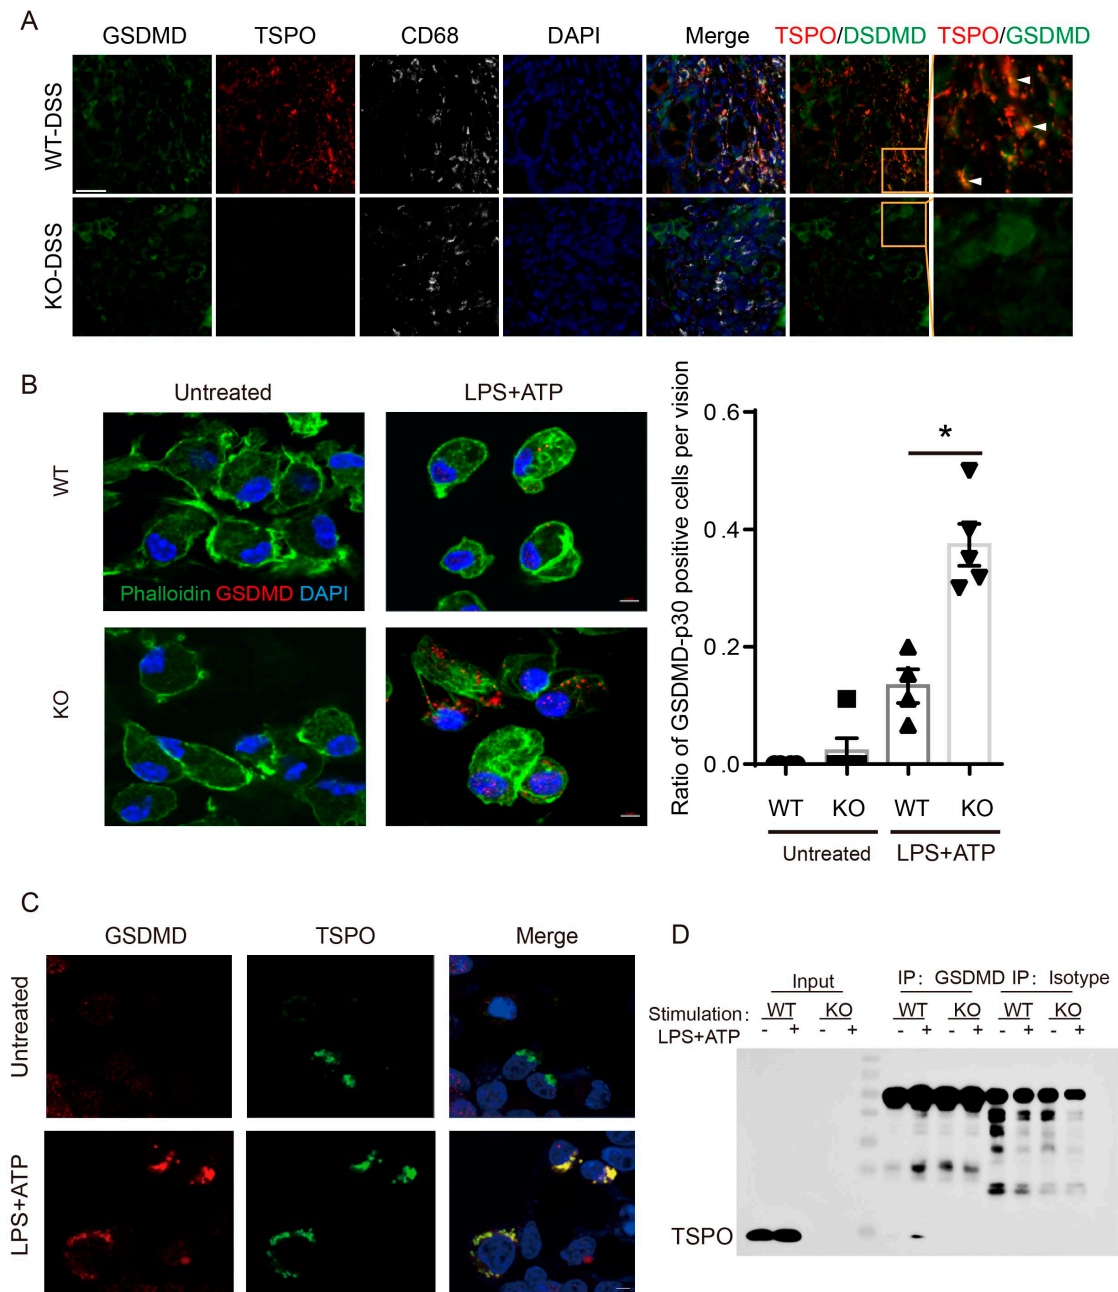 A
GSDMD TSPO CD68 DAPI Merge TSPO/DSDMD TSPO/GSDMD
WT-DSS
KO-DSS
B
Untreated LPS+ATP
WT
Phalloidin GSDMD DAPI
KO
Ratio of GSDMD-p30 positive cells per vision
0.6
*
0.4
0.2
0.0
WT KO WT KO
Untreated LPS+ATP
C
GSDMD TSPO Merge
Untreated
LPS+ATP
D
Input IP: GSDMD IP: Isotype
Stimulation: WT KO WT KO WT KO
LPS+ATP - + - + - + - + - + - +
TSPO